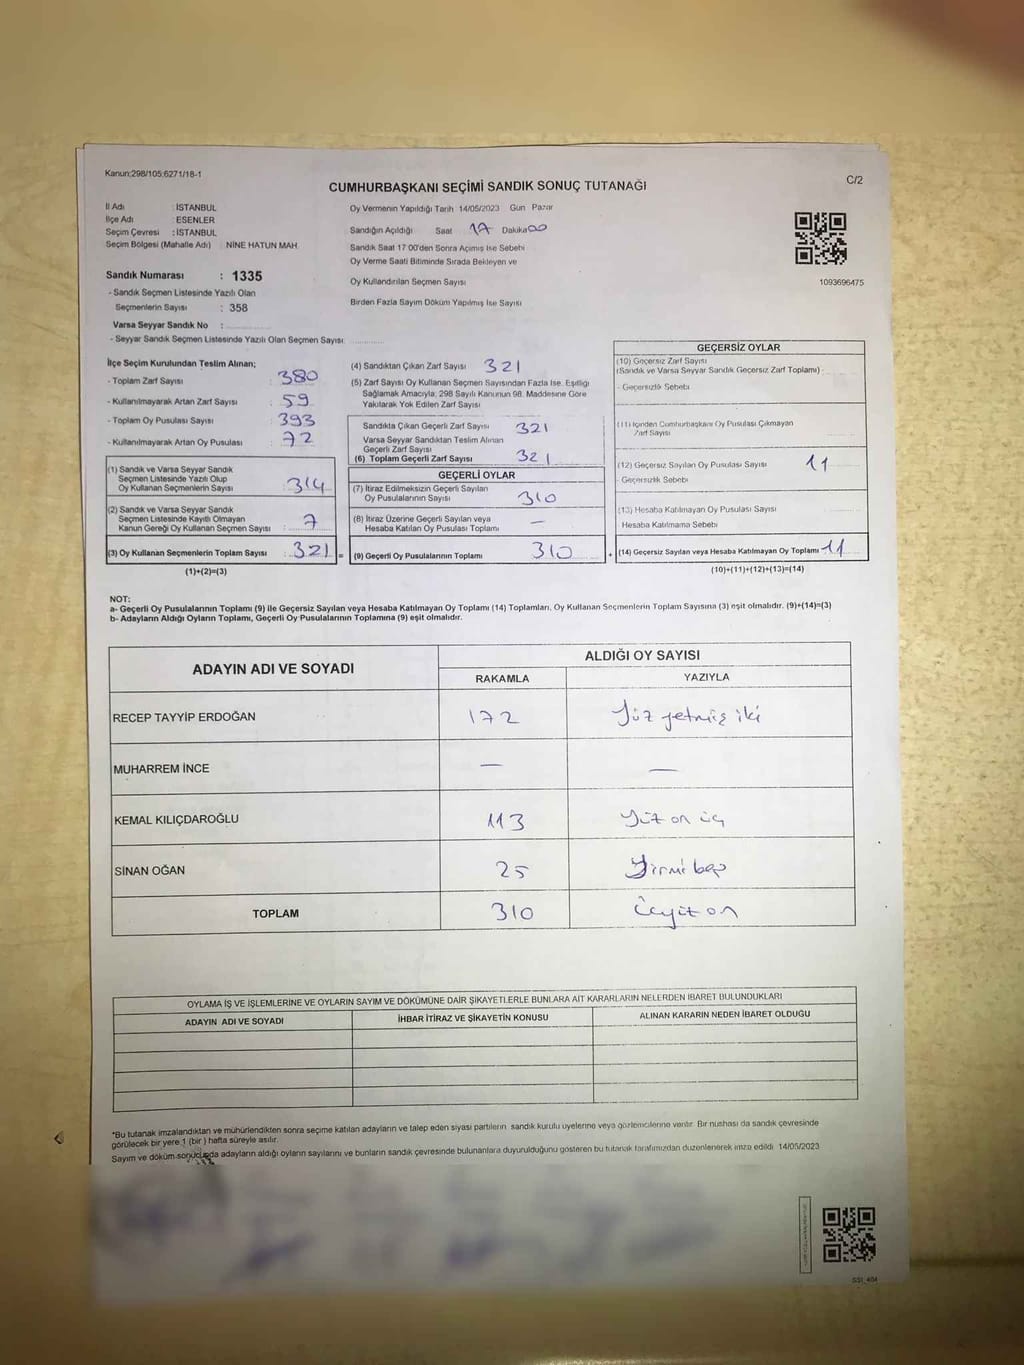 Kanun:298/105;6271/18-1
C/2
CUMHURBAŞKANI SEÇİMİ SANDIK SONUÇ TUTANAĞI
İl Adı : İSTANBUL
İlçe Adı : ESENLER
Seçim Çevresi : İSTANBUL
Seçim Bölgesi (Mahalle Adı) : NİNE HATUN MAH.
Sandık Numarası : 1335
- Sandık Seçmen Listesinde Yazılı Olan
Seçmenlerin Sayısı : 358
Varsa Seyyar Sandık No :
- Seyyar Sandık Seçmen Listesinde Yazılı Olan Seçmen Sayısı:
Oy Vermenin Yapıldığı Tarih 14/05/2023 Gün Pazar
Sandığın Açıldığı Saat 17 Dakika 00
Sandık Saat 17 00'den Sonra Açımış Ise Sebebi
Oy Verme Saati Bitiminde Sırada Bekleyen ve
Oy Kullandırılan Seçmen Sayısı
Birden Fazla Sayım Döküm Yapılmış İse Sayısı
1093696475
İlçe Seçim Kurulundan Teslim Alınan;
- Toplam Zarf Sayısı : 380
- Kullanılmayarak Artan Zarf Sayısı : 59
- Toplam Oy Pusulası Sayısı : 393
- Kullanılmayarak Artan Oy Pusulası : 72
(1) Sandık ve Varsa Seyyar Sandık
Seçmen Listesinde Yazılı Olup
Oy Kullanan Seçmenlerin Sayısı : 314
(2) Sandık ve Varsa Seyyar Sandık
Seçmen Listesinde Kayıtlı Olmayan
Kanun Gereği Oy Kullanan Seçmen Sayısı : 7
(3) Oy Kullanan Seçmenlerin Toplam Sayısı : 321 =
(1)+(2)=(3)
(4) Sandıktan Çıkan Zarf Sayısı 321
(5) Zarf Sayısı Oy Kullanan Seçmen Sayısından Fazla İse. Eşitliği
Sağlamak Amacıyla; 298 Sayılı Kanunun 98. Maddesine Göre
Yakılarak Yok Edilen Zarf Sayısı
Sandıkta Çıkan Geçerli Zarf Sayısı 321
Varsa Seyyar Sandıktan Teslim Alınan
Geçerli Zarf Sayısı
(6) Toplam Geçerli Zarf Sayısı 321
GEÇERLİ OYLAR
(7) İtiraz Edilmeksizin Geçerli Sayılan
Oy Pusulalarının Sayısı 310
(8) İtiraz Üzerine Geçerli Sayılan veya
Hesaba Katılan Oy Pusulası Toplamı —
(9) Geçerli Oy Pusulalarının Toplamı 310 +
GEÇERSİZ OYLAR
(10) Geçersiz Zarf Sayısı
(Sandık ve Varsa Seyyar Sandık Geçersiz Zarf Toplamı)
- Geçersizlik Sebebi
(11) İçinden Cumhurbaşkanı Oy Pusulası Çıkmayan
Zarf Sayısı
(12) Geçersiz Sayılan Oy Pusulası Sayısı 11
- Geçersizlik Sebebi
(13) Hesaba Katılmayan Oy Pusulası Sayısı
Hesaba Katılmama Sebebi
(14) Geçersiz Sayılan veya Hesaba Katılmayan Oy Toplamı 11
(10)+(11)+(12)+(13)=(14)
NOT:
a- Geçerli Oy Pusulalarının Toplamı (9) ile Geçersiz Sayılan veya Hesaba Katılmayan Oy Toplamı (14) Toplamları, Oy Kullanan Seçmenlerin Toplam Sayısına (3) eşit olmalıdır. (9)+(14)=(3)
b- Adayların Aldığı Oyların Toplamı, Geçerli Oy Pusulalarının Toplamına (9) eşit olmalıdır.
ADAYIN ADI VE SOYADI
ALDIĞI OY SAYISI
RAKAMLA YAZIYLA
RECEP TAYYİP ERDOĞAN 172 Yüz yetmiş iki
MUHARREM İNCE — —
KEMAL KILIÇDAROĞLU 113 Yüz on üç
SİNAN OĞAN 25 Yirmi beş
TOPLAM 310 Üçyüz on
OYLAMA İŞ VE İŞLEMLERİNE VE OYLARIN SAYIM VE DÖKÜMÜNE DAİR ŞİKAYETLERLE BUNLARA AİT KARARLARIN NELERDEN İBARET BULUNDUKLARI
ADAYIN ADI VE SOYADI İHBAR İTİRAZ VE ŞİKAYETİN KONUSU ALINAN KARARIN NEDEN İBARET OLDUĞU
*Bu tutanak imzalandıktan ve mühürlendikten sonra seçime katılan adayların ve talep eden siyasi partilerin sandık kurulu üyelerine veya gözlemcilerine verilir. Bir nüshası da sandık çevresinde
görülecek bir yere 1 (bir ) hafta süreyle asılır.
Sayım ve döküm sonucunda adayların aldığı oyların sayılarını ve bunların sandık çevresinde bulunanlara duyurulduğunu gösteren bu tutanak tarafımızdan düzenlenerek imza edildi 14/05/2023
SSI_404